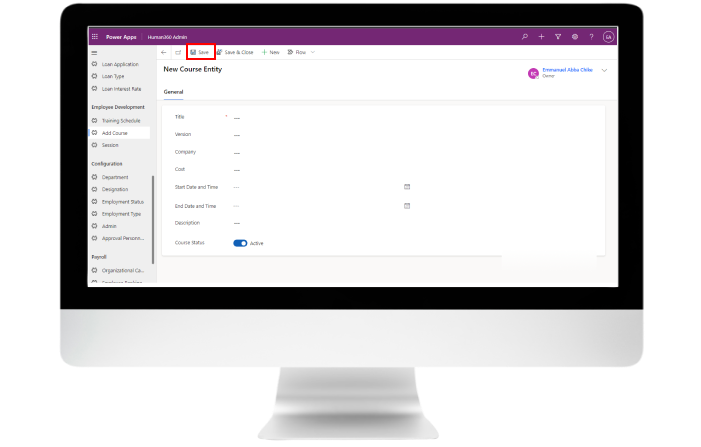 Power Apps | Human360 Admin
EA
Save Save & Close New Flow
New Course Entity
EC Emmanuel Abba Chibe
Owner
General
Loan Application
Loan Type
Loan Interest Rate
Employee Development
Training Schedule
Add Course
Session
Configuration
Department
Designation
Employment Status
Employment Type
Admin
Approval Personn...
Payroll
Organizational Ca...
Title * ---
Version ---
Company ---
Cost ---
Start Date and Time ---
End Date and Time ---
Description ---
Course Status Active